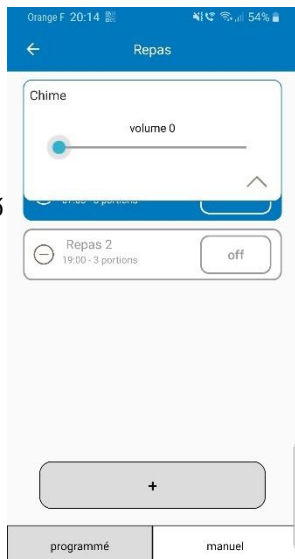 Orange F 20:14 54%
Repas
Chime
volume 0
Repas 2
19:00 - 3 portions
off
+
programmé
manuel